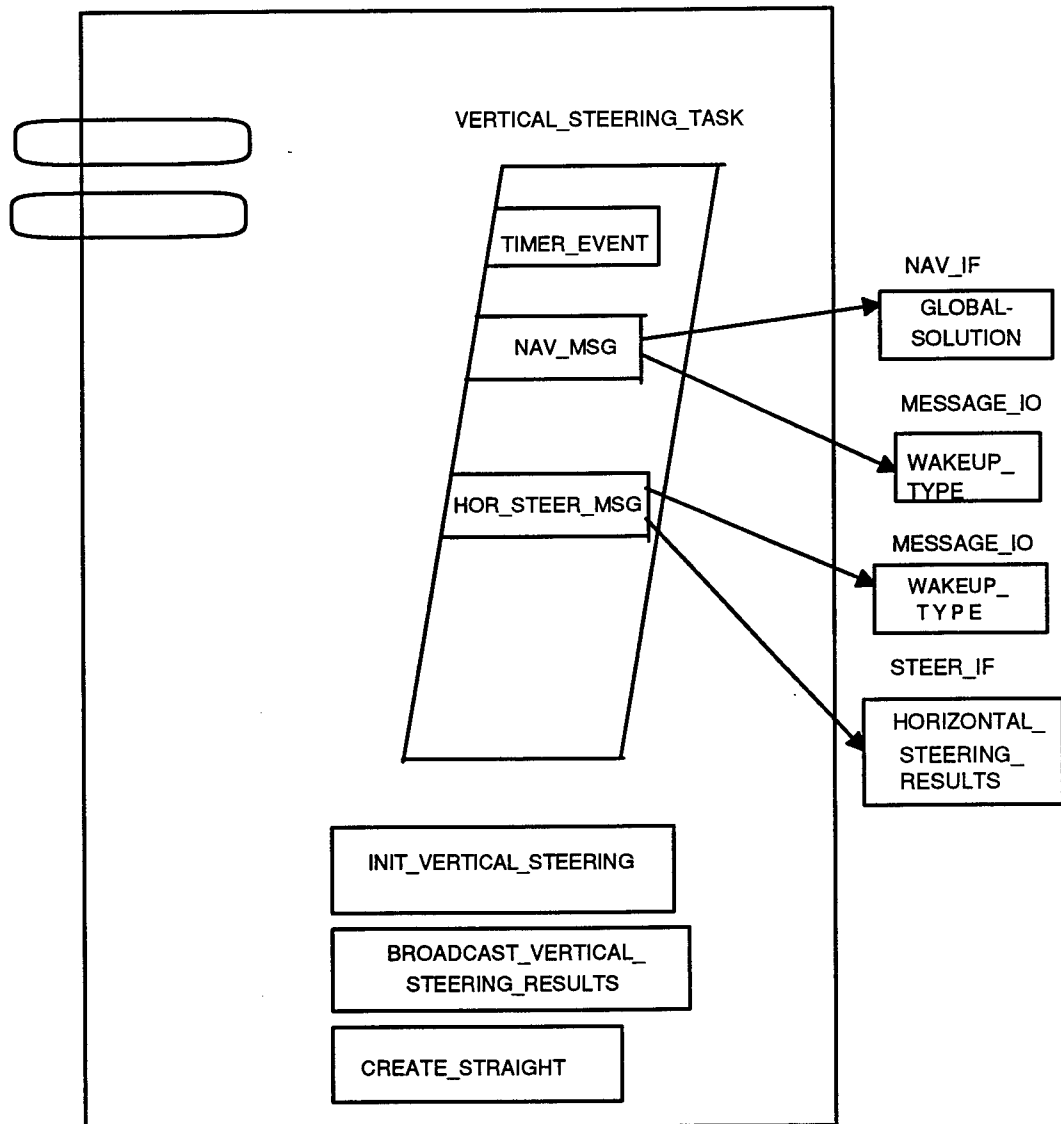 VERTICAL_STEERING_TASK
TIMER_EVENT
NAV_MSG
HOR_STEER_MSG
NAV_IF
GLOBAL-
SOLUTION
MESSAGE_IO
WAKEUP_
TYPE
MESSAGE_IO
WAKEUP_
TYPE
STEER_IF
HORIZONTAL_
STEERING_
RESULTS
INIT_VERTICAL_STEERING
BROADCAST_VERTICAL_
STEERING_RESULTS
CREATE_STRAIGHT